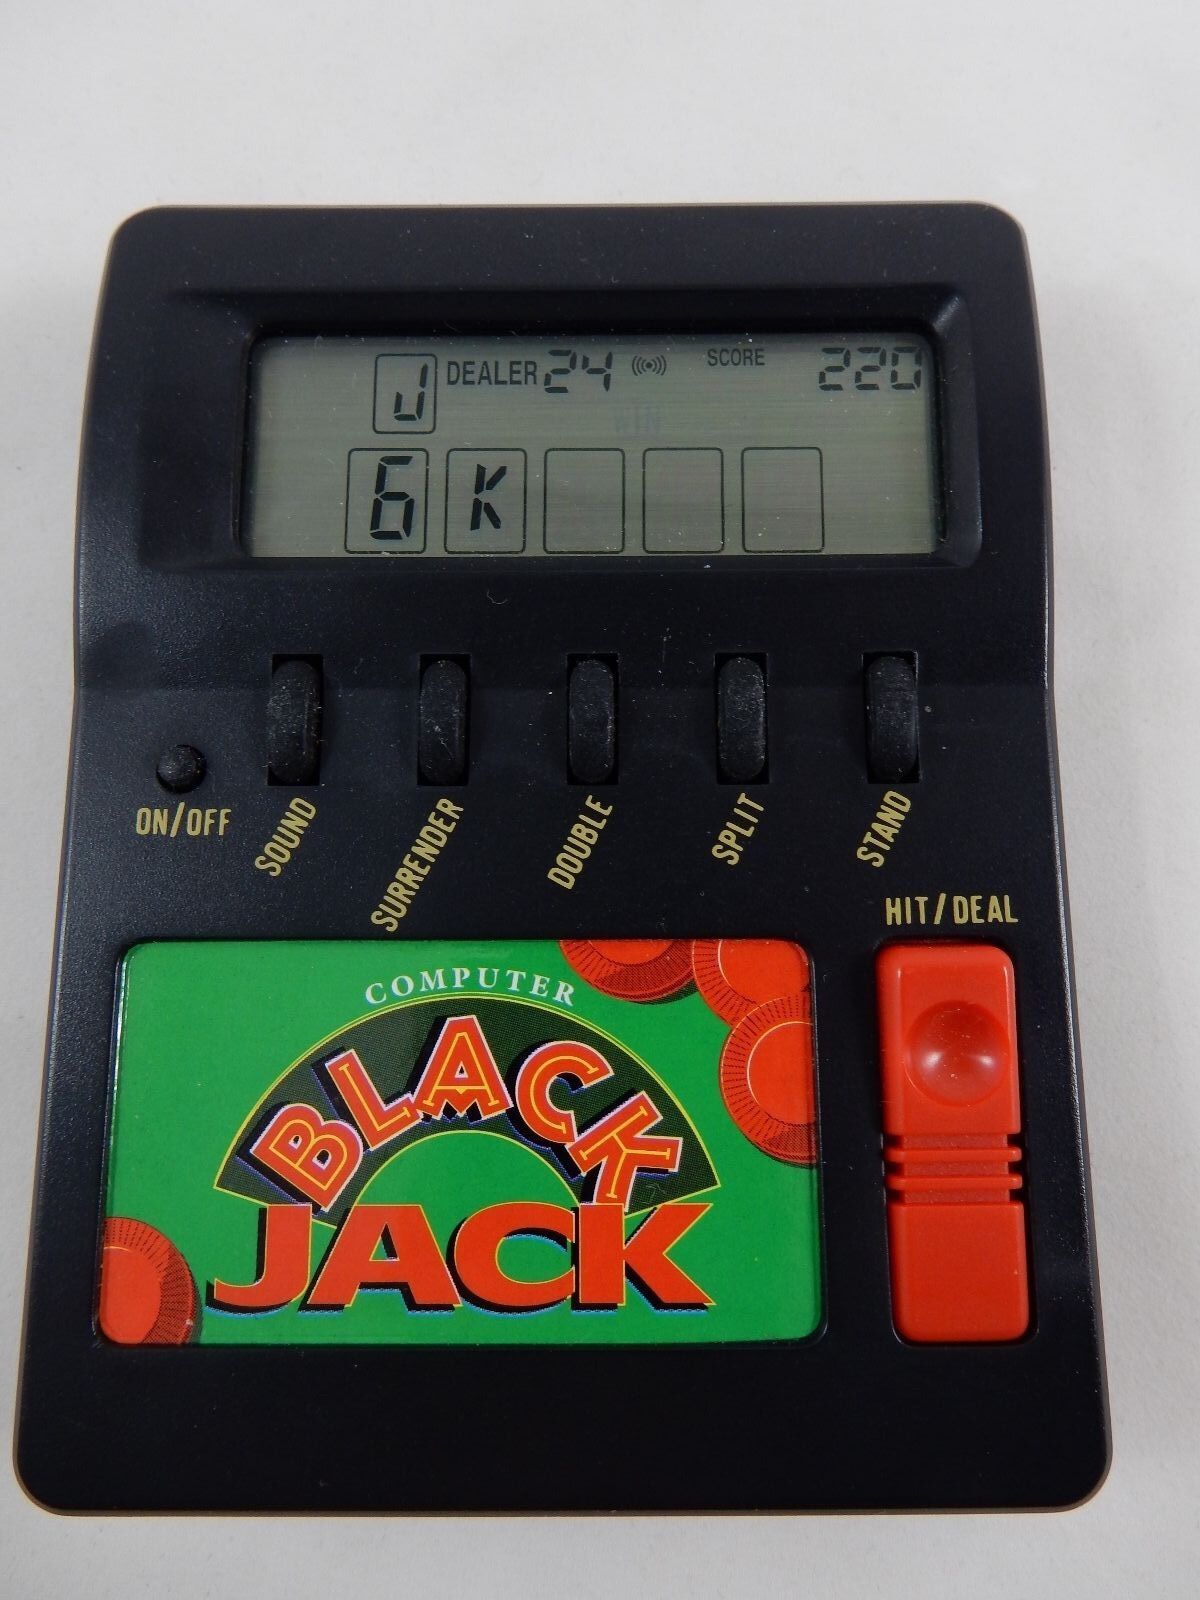 J DEALER 24 SCORE 220
WIN
6 K
ON/OFF SOUND SURRENDER DOUBLE SPLIT STAND
HIT/DEAL
COMPUTER
BLACK
JACK